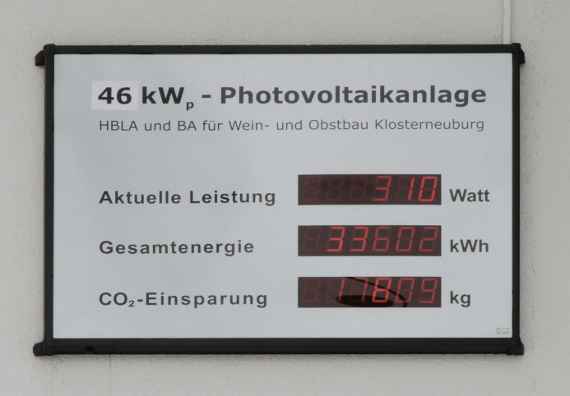 46 kWp - Photovoltaikanlage
HBLA und BA für Wein- und Obstbau Klosterneuburg
Aktuelle Leistung 310 Watt
Gesamtenergie 33602 kWh
CO₂-Einsparung 17809 kg